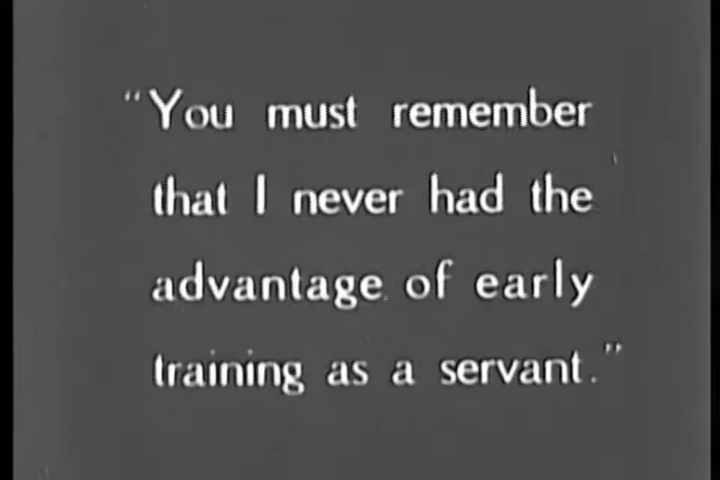 “You must remember
that I never had the
advantage of early
training as a servant.”